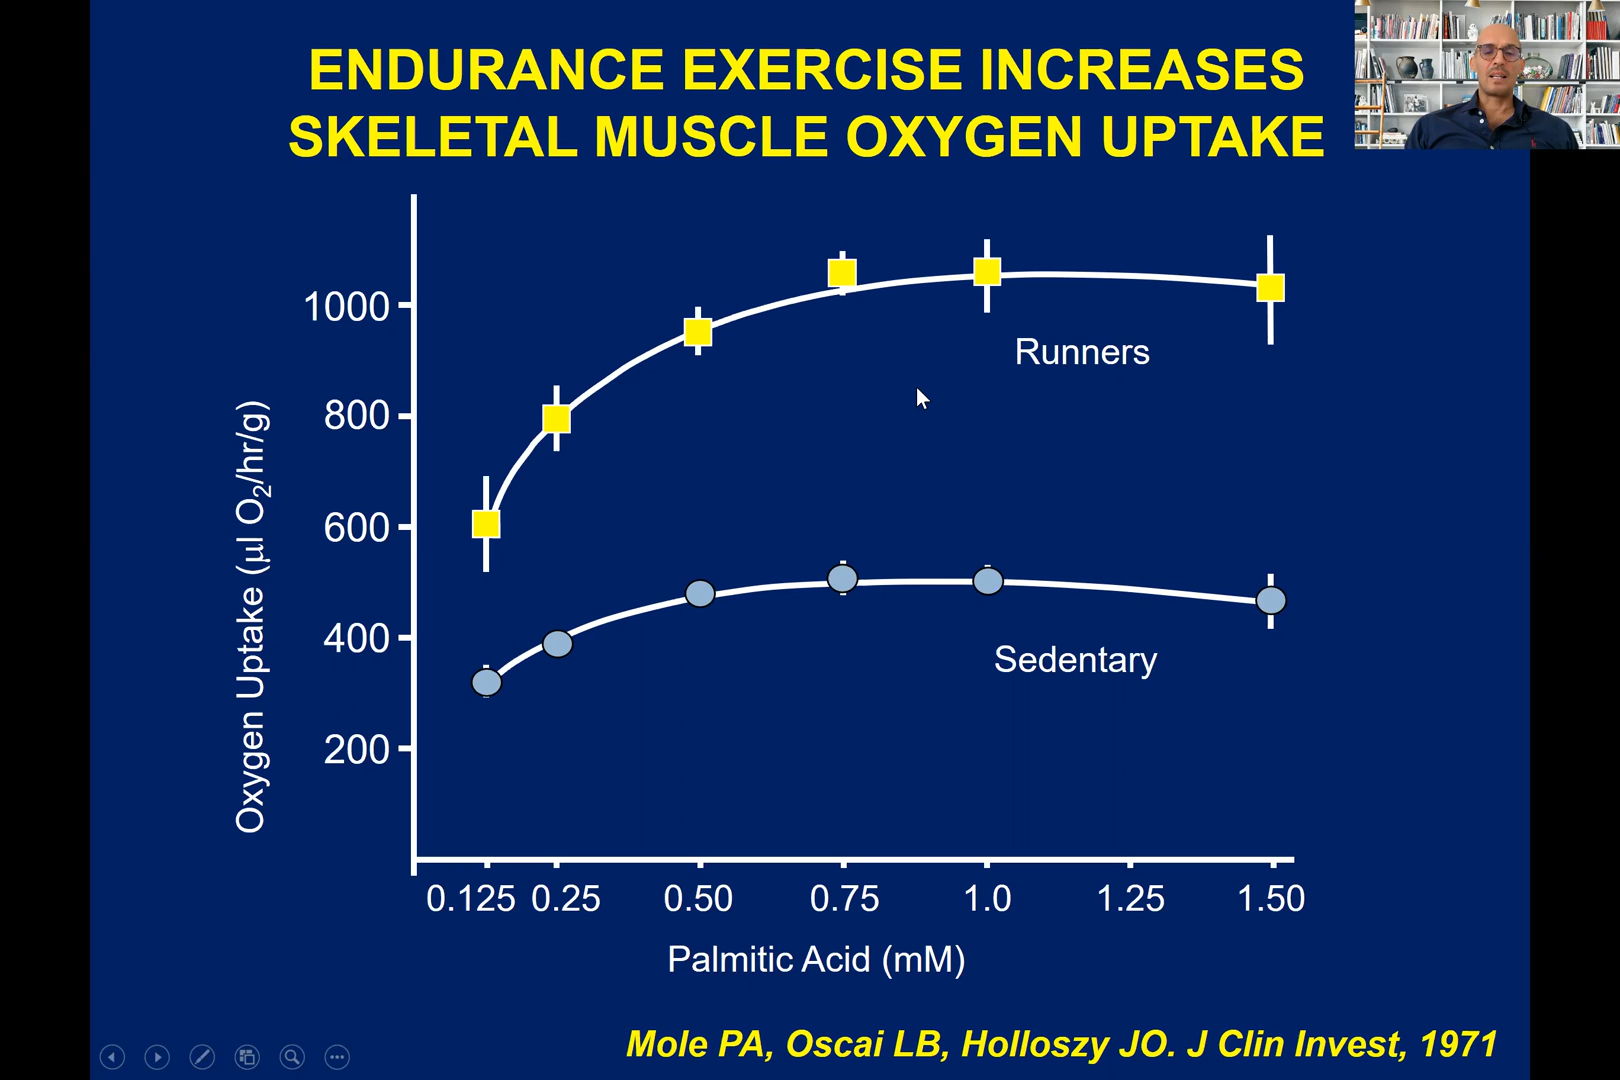 ENDURANCE EXERCISE INCREASES
SKELETAL MUSCLE OXYGEN UPTAKE
1000
800
600
400
200
Oxygen Uptake (μl O₂/hr/g)
Runners
Sedentary
0.125 0.25 0.50 0.75 1.0 1.25 1.50
Palmitic Acid (mM)
Mole PA, Oscai LB, Holloszy JO. J Clin Invest, 1971